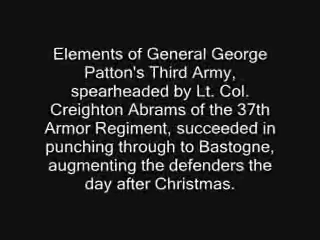 Elements of General George
Patton's Third Army,
spearheaded by Lt. Col.
Creighton Abrams of the 37th
Armor Regiment, succeeded in
punching through to Bastogne,
augmenting the defenders the
day after Christmas.